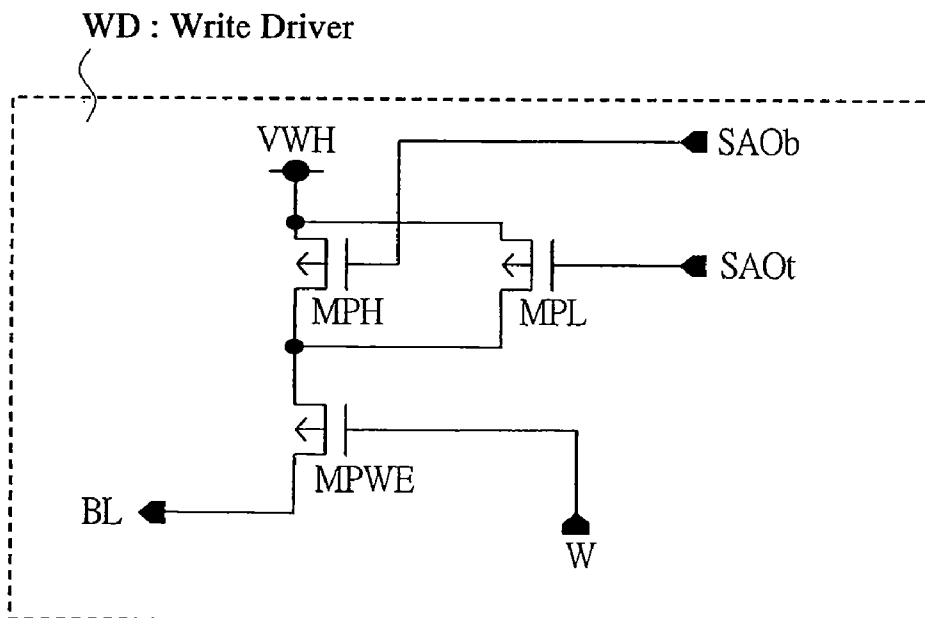 WD : Write Driver
VWH
SAOb
SAOt
MPH
MPL
MPWE
BL
W